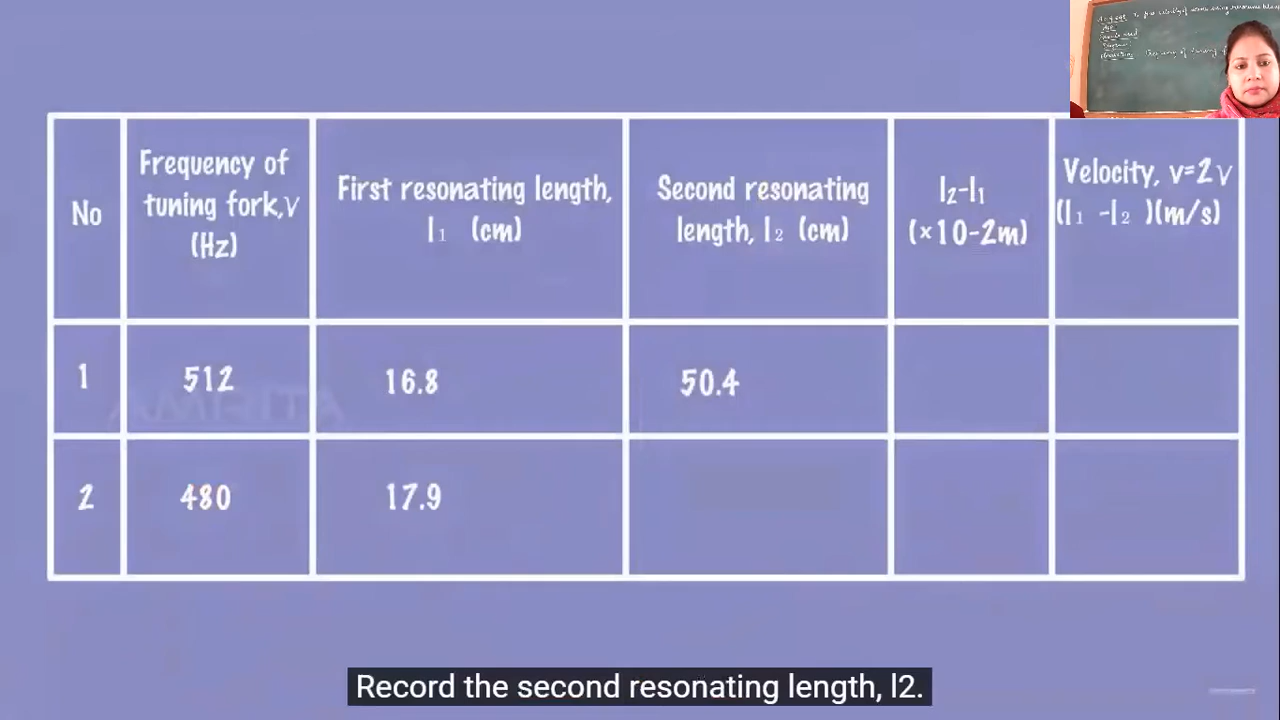 No
Frequency of
tuning fork,ν
(Hz)
First resonating length,
l₁ (cm)
Second resonating
length, l₂ (cm)
l₂-l₁
(×10-2m)
Velocity, v=2ν
(l₁ -l₂ )(m/s)
1
512
16.8
50.4
2
480
17.9
AMRITA
Record the second resonating length, l2.